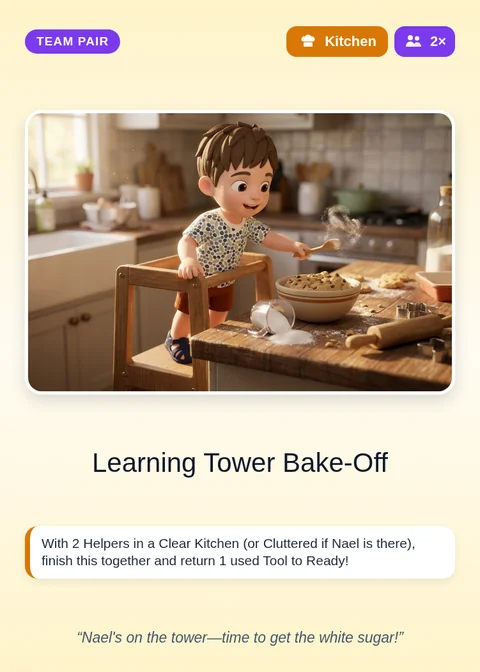 TEAM PAIR
Kitchen
2×
Learning Tower Bake-Off
With 2 Helpers in a Clear Kitchen (or Cluttered if Nael is there),
finish this together and return 1 used Tool to Ready!
“Nael's on the tower—time to get the white sugar!”